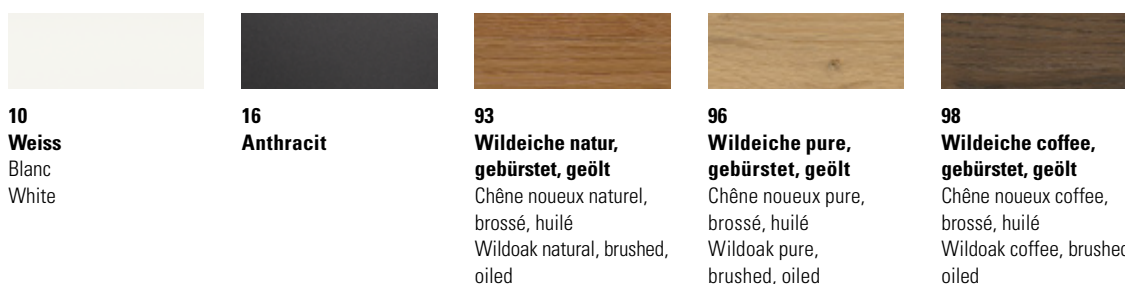 10
Weiss
Blanc
White
16
Anthracit
93
Wildeiche natur,
gebürstet, geölt
Chêne noueux naturel,
brossé, huilé
Wildoak natural, brushed,
oiled
96
Wildeiche pure,
gebürstet, geölt
Chêne noueux pure,
brossé, huilé
Wildoak pure,
brushed, oiled
98
Wildeiche coffee,
gebürstet, geölt
Chêne noueux coffee,
brossé, huilé
Wildoak coffee, brushed
oiled